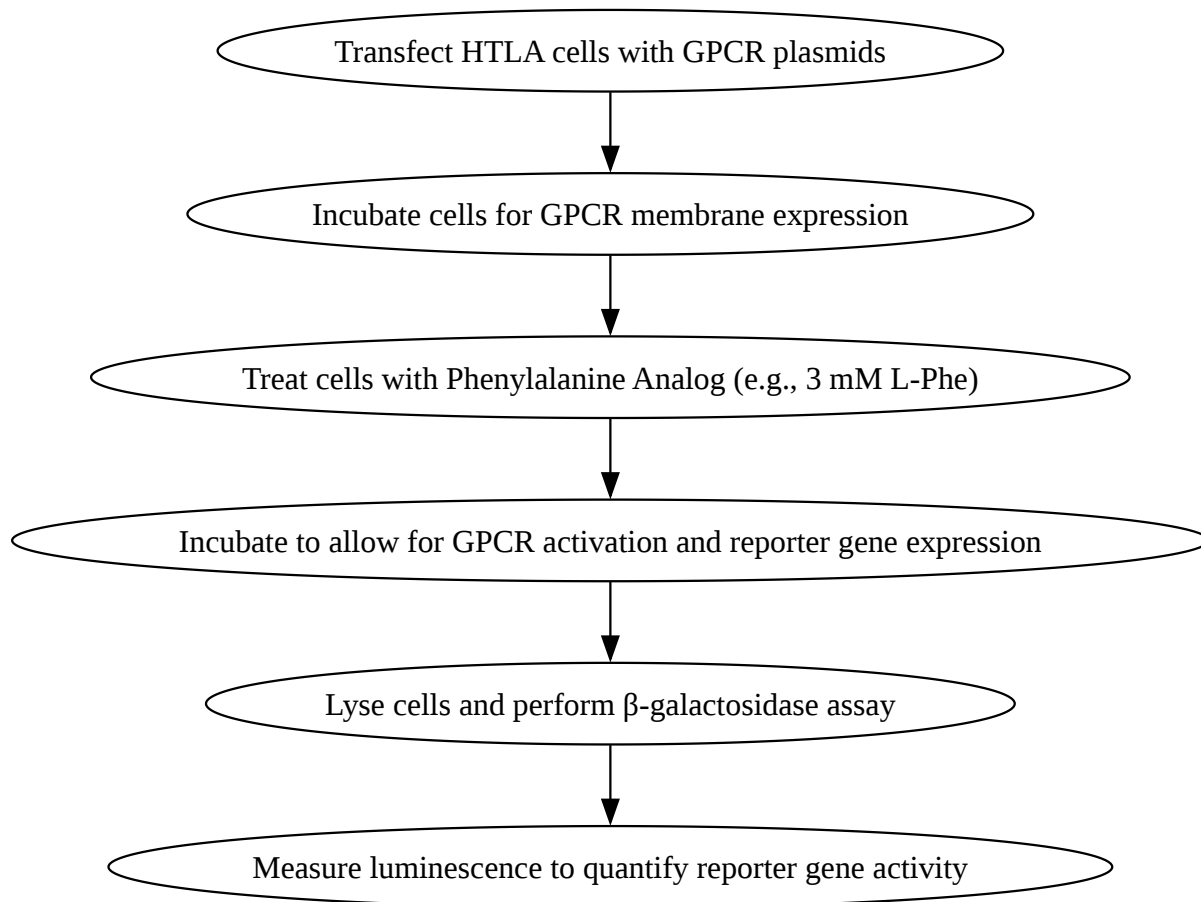 Transfect HTLA cells with GPCR plasmids
Incubate cells for GPCR membrane expression
Treat cells with Phenylalanine Analog (e.g., 3 mM L-Phe)
Incubate to allow for GPCR activation and reporter gene expression
Lyse cells and perform β-galactosidase assay
Measure luminescence to quantify reporter gene activity